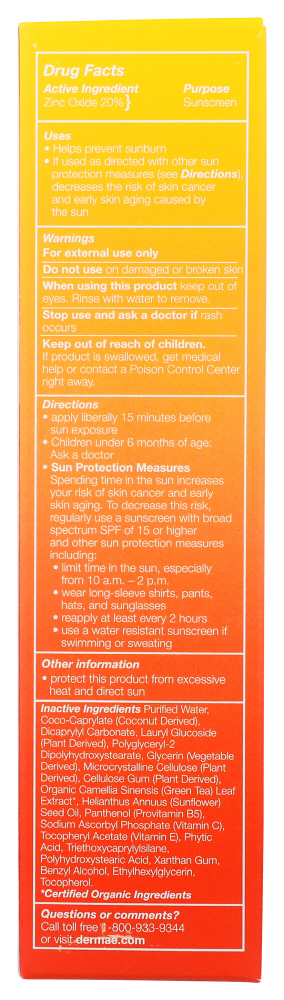 Drug Facts
Active Ingredient Purpose
Zinc Oxide 20% } Sunscreen
Uses
• Helps prevent sunburn
• If used as directed with other sun
protection measures (see Directions),
decreases the risk of skin cancer
and early skin aging caused by
the sun
Warnings
For external use only
Do not use on damaged or broken skin
When using this product keep out of
eyes. Rinse with water to remove.
Stop use and ask a doctor if rash
occurs
Keep out of reach of children.
If product is swallowed, get medical
help or contact a Poison Control Center
right away.
Directions
• apply liberally 15 minutes before
sun exposure
• Children under 6 months of age:
Ask a doctor
• Sun Protection Measures
Spending time in the sun increases
your risk of skin cancer and early
skin aging. To decrease this risk,
regularly use a sunscreen with broad
spectrum SPF of 15 or higher
and other sun protection measures
including:
• limit time in the sun, especially
from 10 a.m. – 2 p.m.
• wear long-sleeve shirts, pants,
hats, and sunglasses
• reapply at least every 2 hours
• use a water resistant sunscreen if
swimming or sweating
Other information
• protect this product from excessive
heat and direct sun
Inactive Ingredients Purified Water,
Coco-Caprylate (Coconut Derived),
Dicaprylyl Carbonate, Lauryl Glucoside
(Plant Derived), Polyglyceryl-2
Dipolyhydroxystearate, Glycerin (Vegetable
Derived), Microcrystalline Cellulose (Plant
Derived), Cellulose Gum (Plant Derived),
Organic Camellia Sinensis (Green Tea) Leaf
Extract*, Helianthus Annuus (Sunflower)
Seed Oil, Panthenol (Provitamin B5),
Sodium Ascorbyl Phosphate (Vitamin C),
Tocopheryl Acetate (Vitamin E), Phytic
Acid, Triethoxycaprylylsilane,
Polyhydroxystearic Acid, Xanthan Gum,
Benzyl Alcohol, Ethylhexylglycerin,
Tocopherol.
*Certified Organic Ingredients
Questions or comments?
Call toll free 1-800-933-9344
or visit dermae.com